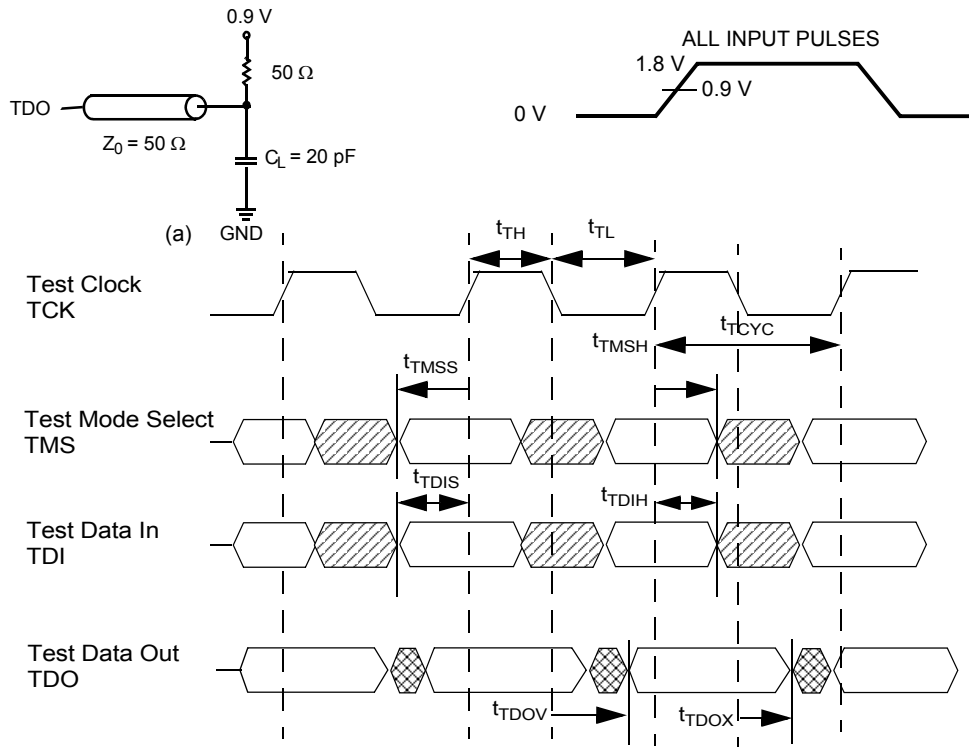 0.9 V
50 Ω
TDO
Z0 = 50 Ω
CL = 20 pF
(a) GND
ALL INPUT PULSES
1.8 V
0.9 V
0 V
tTH
tTL
Test Clock
TCK
tTCYC
tTMSH
tTMSS
Test Mode Select
TMS
tTDIS
tTDIH
Test Data In
TDI
Test Data Out
TDO
tTDOV
tTDOX